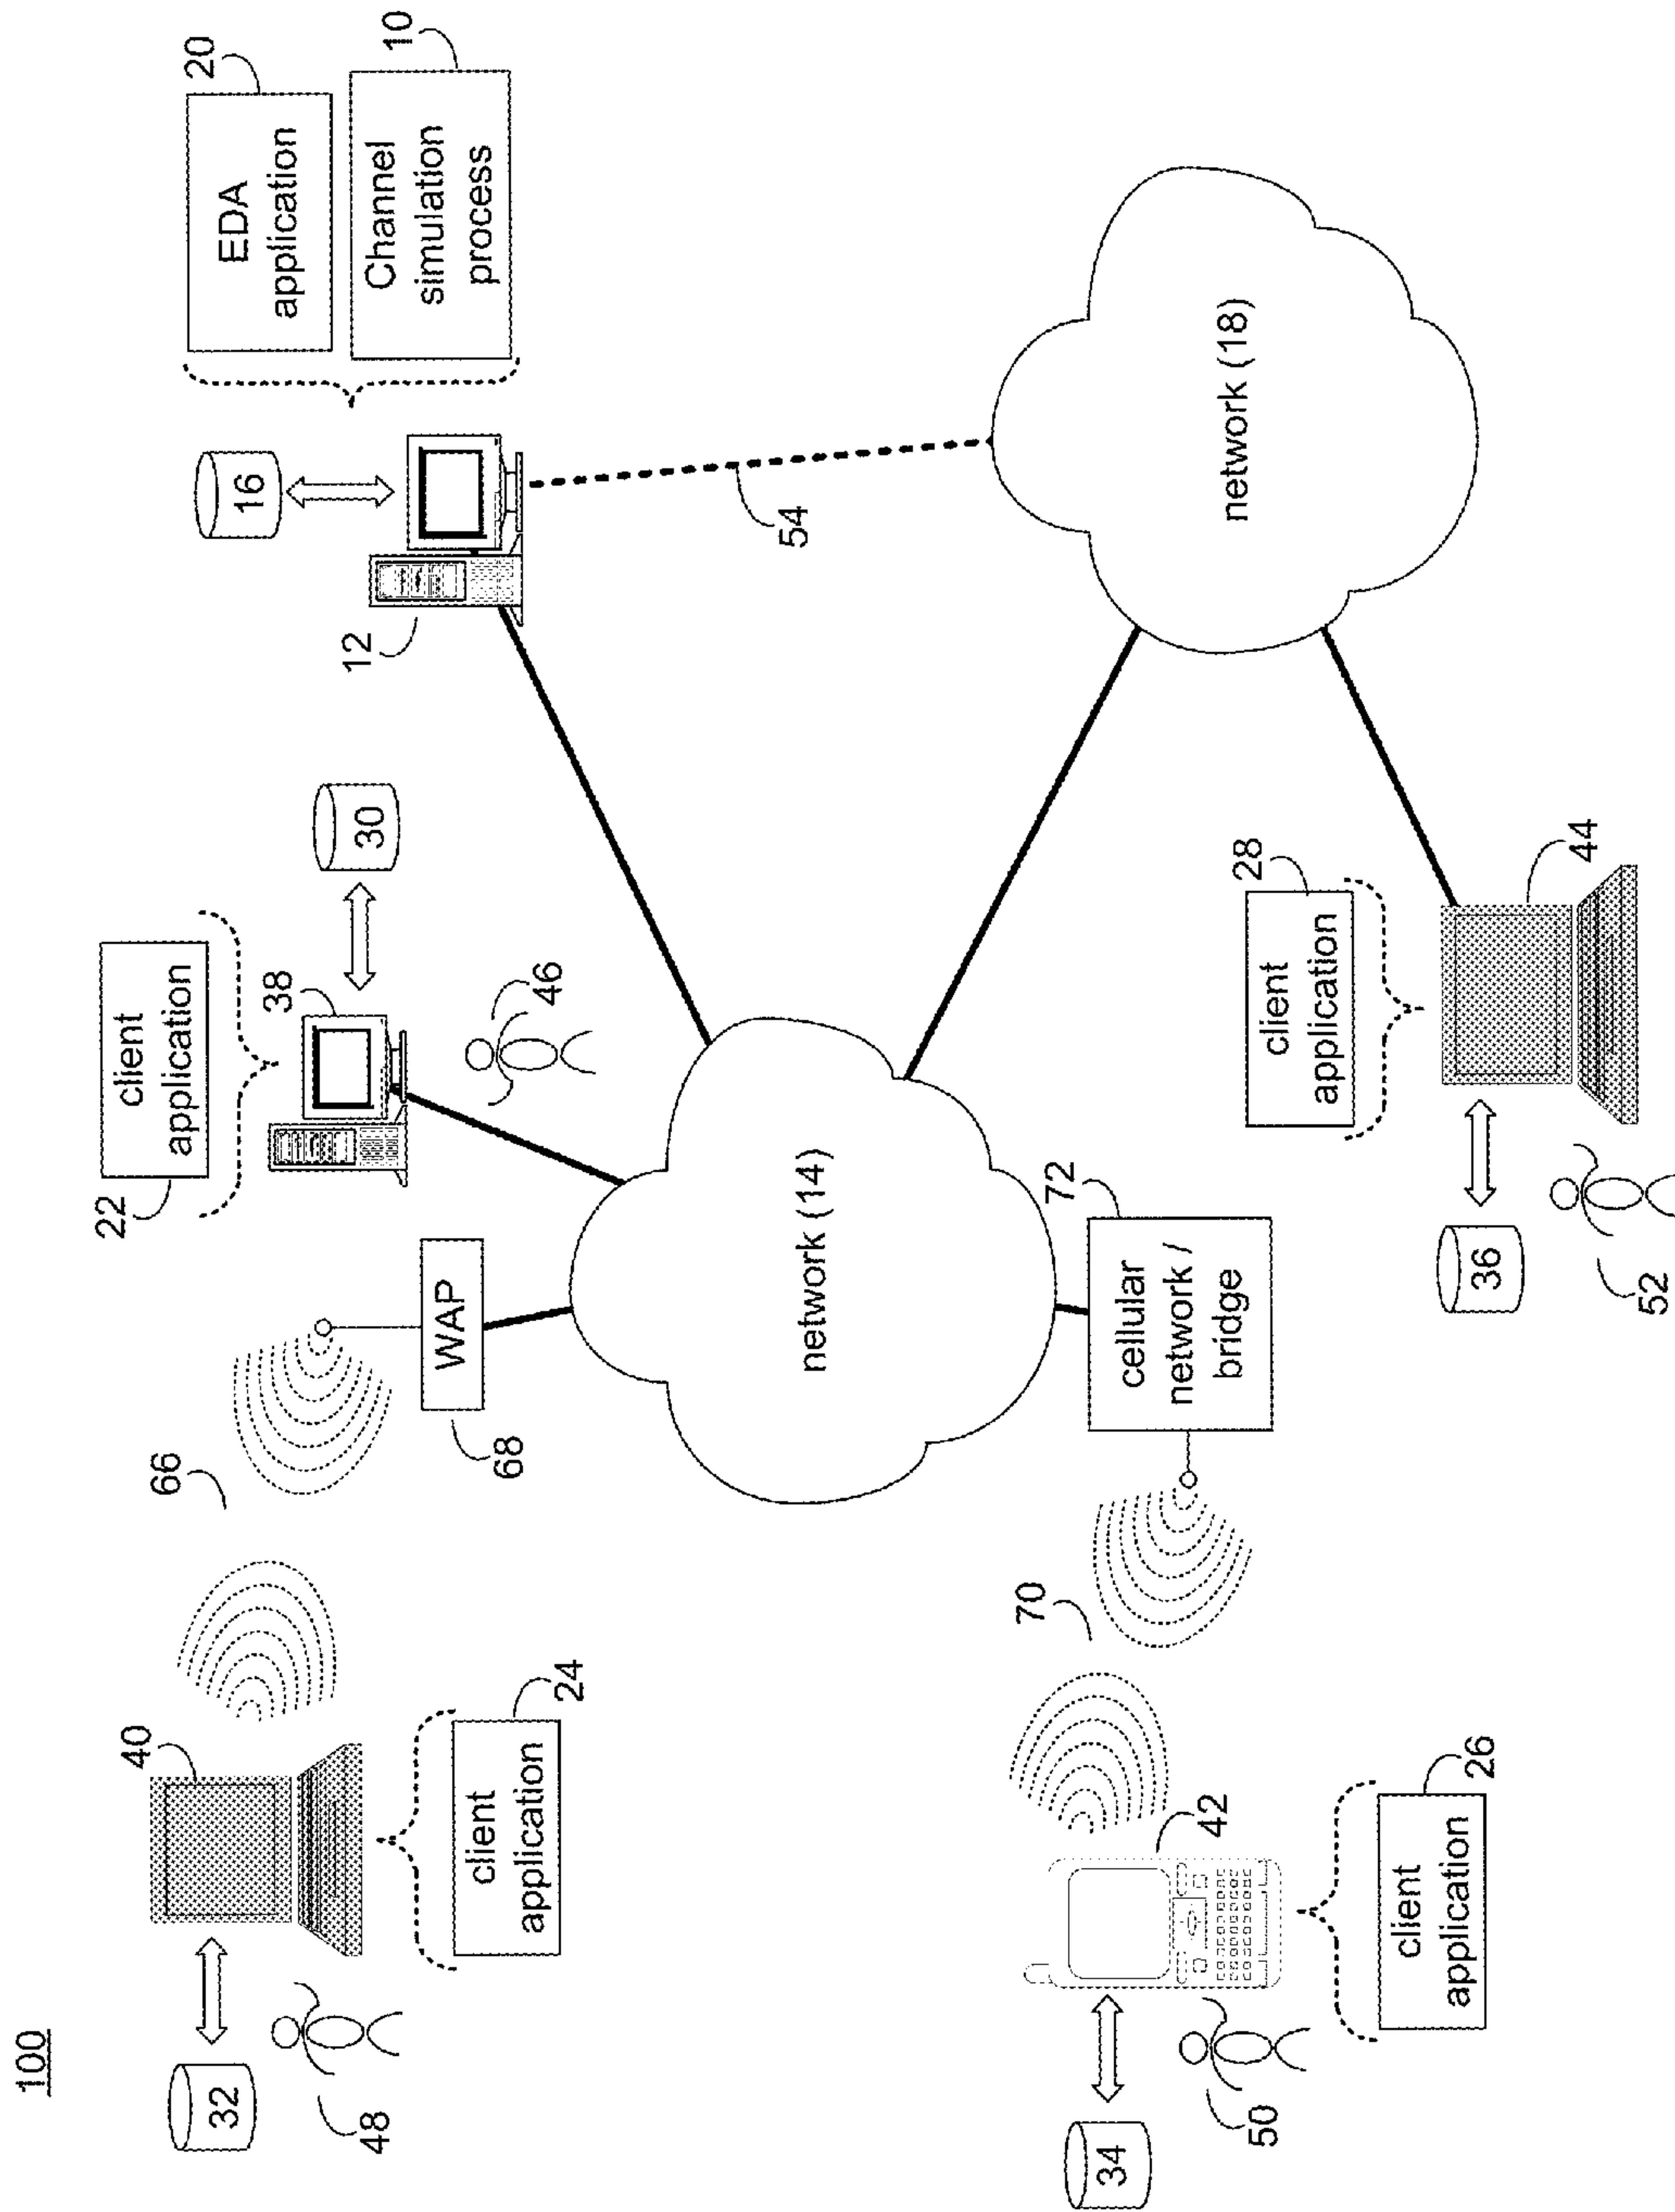 100
32
48
40
client
application
24
66
WAP
68
client
application
22
38
30
46
16
12
EDA
application
20
Channel
simulation
process
10
54
network (14)
network (18)
34
50
42
client
application
26
70
cellular
network /
bridge
72
36
52
client
application
28
44